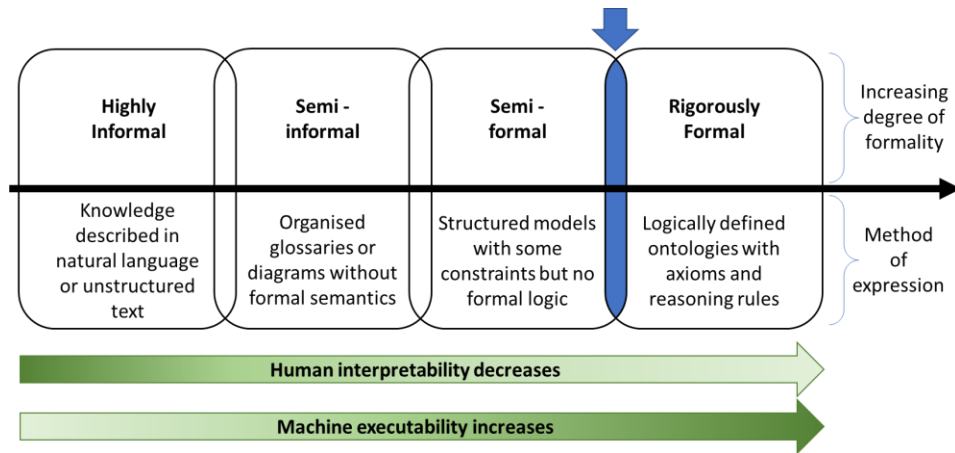 Highly
Informal
Semi -
informal
Semi -
formal
Rigorously
Formal
Increasing
degree of
formality
Knowledge
described in
natural language
or unstructured
text
Organised
glossaries or
diagrams without
formal semantics
Structured models
with some
constraints but no
formal logic
Logically defined
ontologies with
axioms and
reasoning rules
Method
of
expression
Human interpretability decreases
Machine executability increases